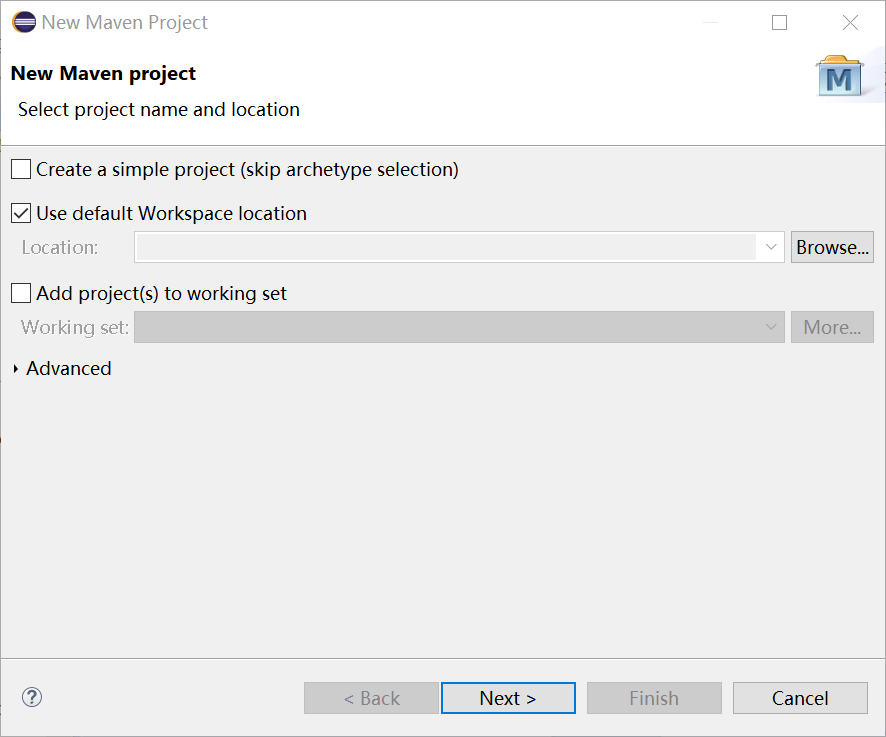 New Maven Project
New Maven project
Select project name and location
M
Create a simple project (skip archetype selection)
Use default Workspace location
Location:
Browse...
Add project(s) to working set
Working set:
More...
Advanced
?
< Back
Next >
Finish
Cancel